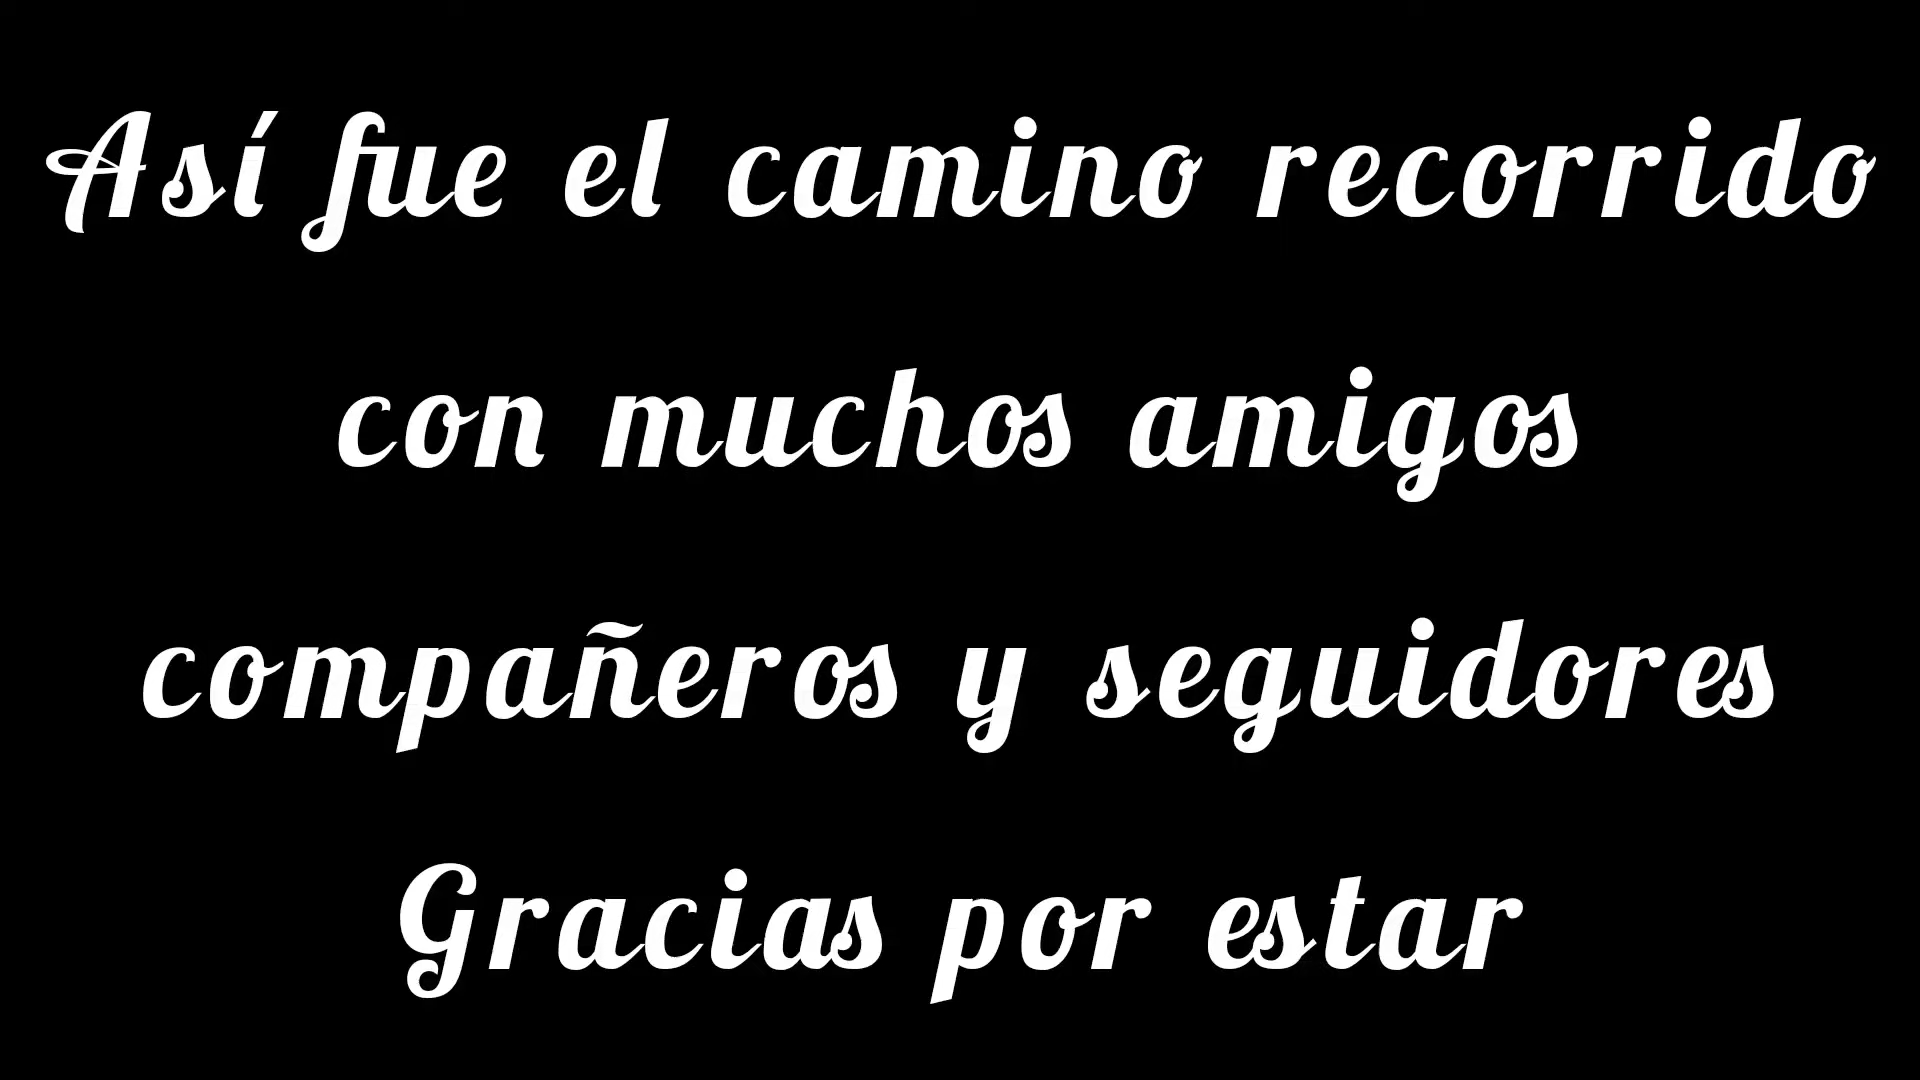 Así fue el camino recorrido
con muchos amigos
compañeros y seguidores
Gracias por estar